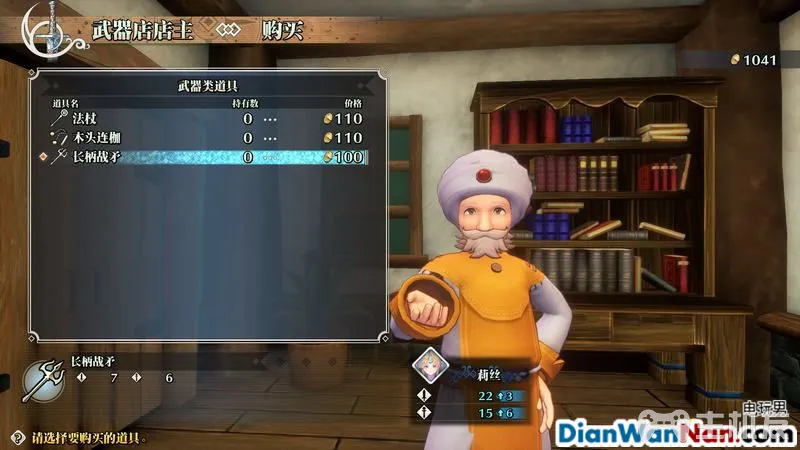 武器店店主 购买
1041
武器类道具
道具名 持有数 价格
法杖 0 ••• 110
木头连枷 0 ••• 110
长柄战矛 0 ••• 100
长柄战矛
7 6
莉丝
22 3
15 6
请选择要购买的道具。
电玩男
DianWanNan.com